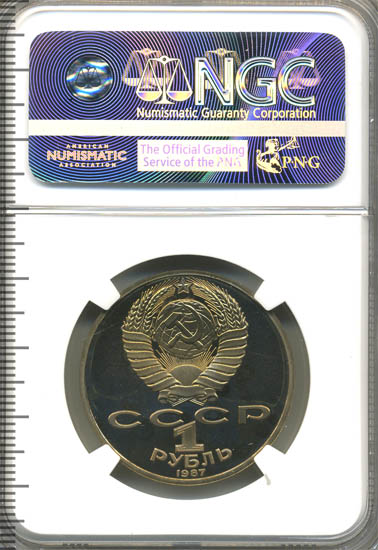 NGC
Numismatic Guaranty Corporation
AMERICAN
NUMISMATIC
ASSOCIATION
The Official Grading
Service of the PNG
PNG
СССР
1
РУБЛЬ
1987